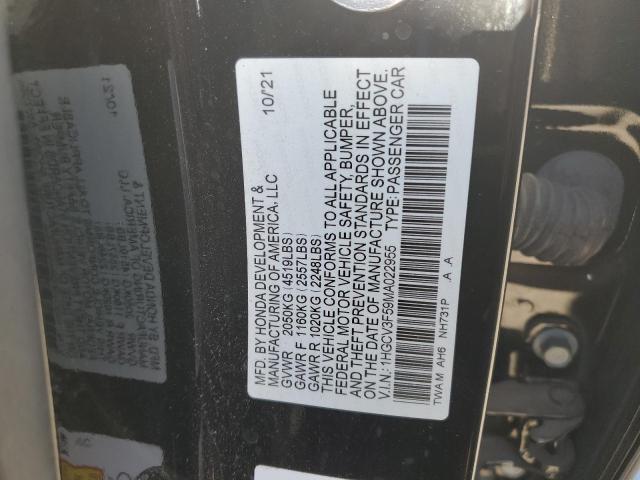 MFD. BY HONDA DEVELOPMENT & 10/21
MANUFACTURING OF AMERICA, LLC
GVWR 2050KG (4519LBS)
GAWR F 1160KG (2557LBS)
GAWR R 1020KG (2248LBS)
THIS VEHICLE CONFORMS TO ALL APPLICABLE
FEDERAL MOTOR VEHICLE SAFETY, BUMPER,
AND THEFT PREVENTION STANDARDS IN EFFECT
ON THE DATE OF MANUFACTURE SHOWN ABOVE.
V.I.N.: 1HGCV3F59MA022955 TYPE:PASSENGER CAR
TWAM AH6 NH731P A A